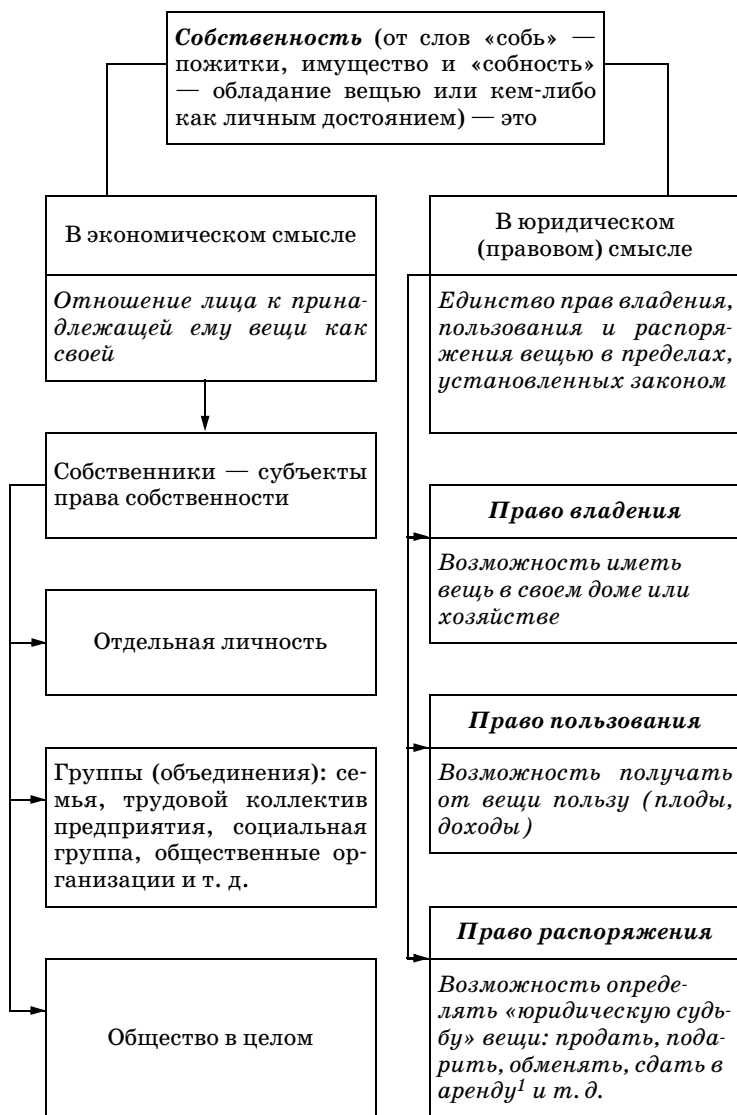 Собственность (от слов «собь» —
пожитки, имущество и «собность»
— обладание вещью или кем-либо
как личным достоянием) — это
В экономическом смысле
Отношение лица к прина-
длежащей ему вещи как
своей
Собственники — субъекты
права собственности
Отдельная личность
Группы (объединения): се-
мья, трудовой коллектив
предприятия, социальная
группа, общественные ор-
ганизации и т. д.
Общество в целом
В юридическом
(правовом) смысле
Единство прав владения,
пользования и распоря-
жения вещью в пределах,
установленных законом
Право владения
Возможность иметь
вещь в своем доме или
хозяйстве
Право пользования
Возможность получать
от вещи пользу (плоды,
доходы)
Право распоряжения
Возможность опреде-
лять «юридическую судь-
бу» вещи: продать, пода-
рить, обменять, сдать в
аренду¹ и т. д.